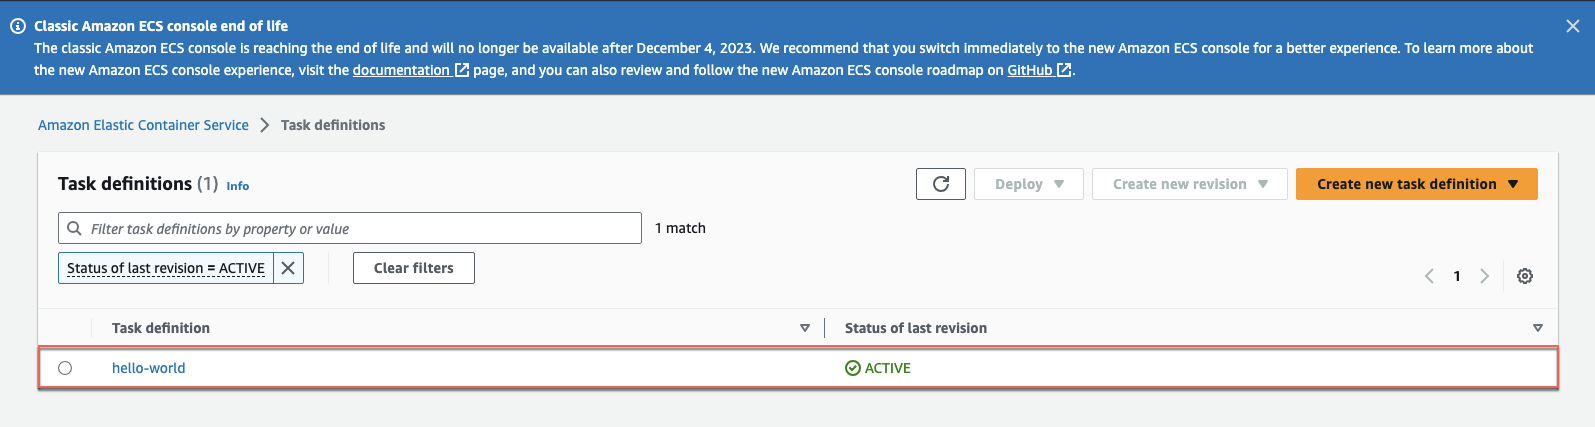 Classic Amazon ECS console end of life
The classic Amazon ECS console is reaching the end of life and will no longer be available after December 4, 2023. We recommend that you switch immediately to the new Amazon ECS console for a better experience. To learn more about
the new Amazon ECS console experience, visit the documentation page, and you can also review and follow the new Amazon ECS console roadmap on GitHub.
Amazon Elastic Container Service > Task definitions
Task definitions (1) Info
Deploy
Create new revision
Create new task definition
Filter task definitions by property or value
1 match
Status of last revision = ACTIVE
Clear filters
1
Task definition
Status of last revision
hello-world
ACTIVE